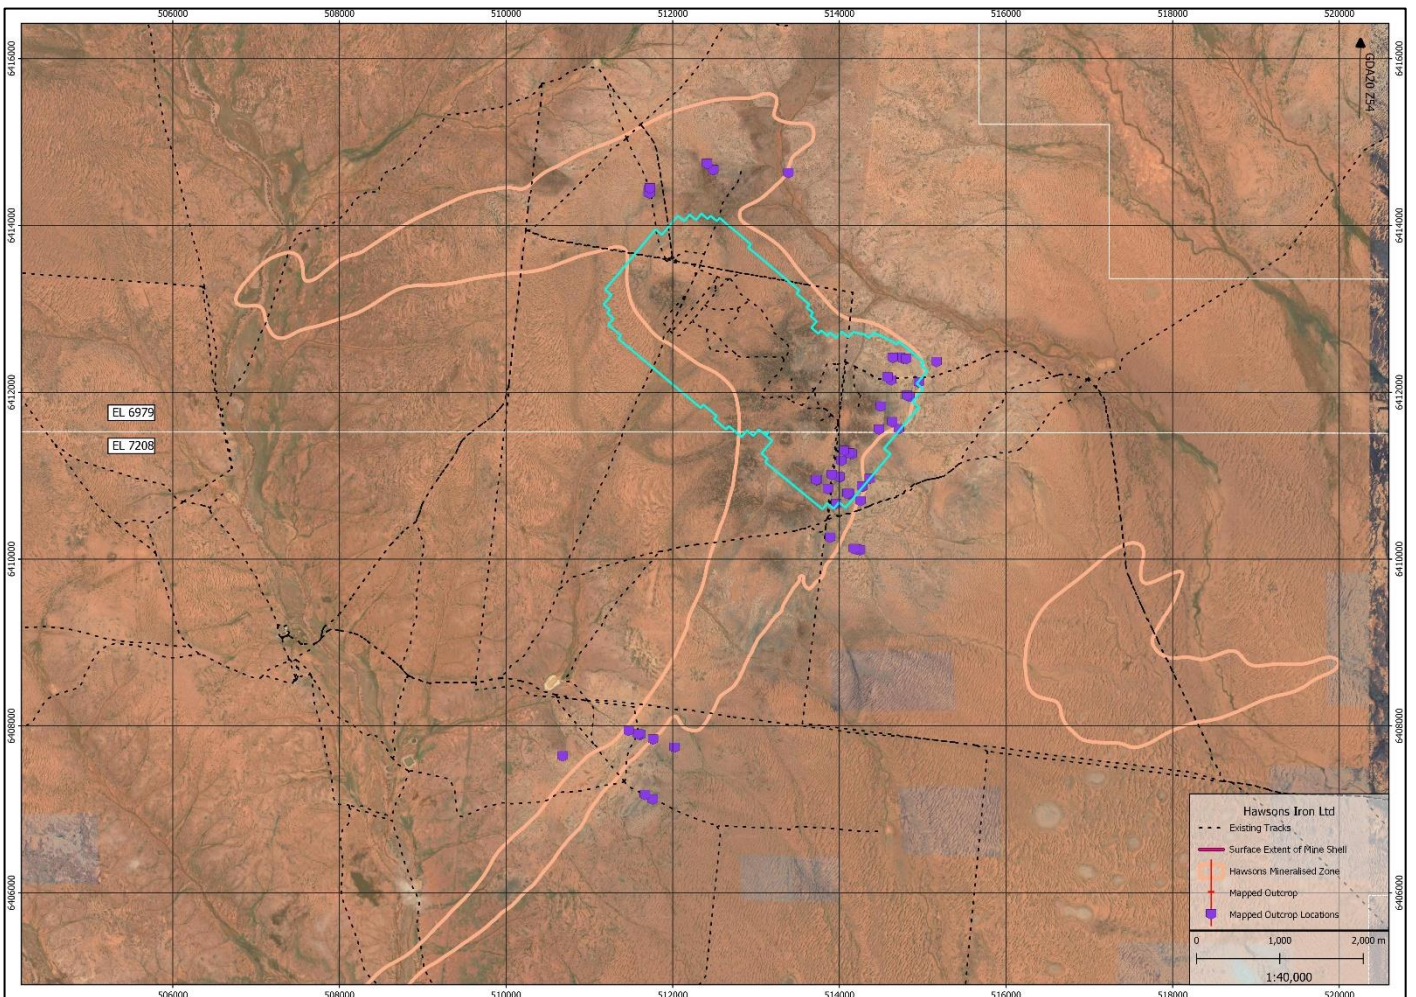 506000 508000 510000 512000 514000 516000 518000 520000
6416000 6416000
GDA20 Z54
6414000 6414000
6412000 6412000
EL 6979
EL 7208
6410000 6410000
6408000 6408000
Hawsons Iron Ltd
Existing Tracks
Surface Extent of Mine Shell
Hawsons Mineralised Zone
Mapped Outcrop
Mapped Outcrop Locations
6406000 6406000
0 1,000 2,000 m
1:40,000
506000 508000 510000 512000 514000 516000 518000 520000